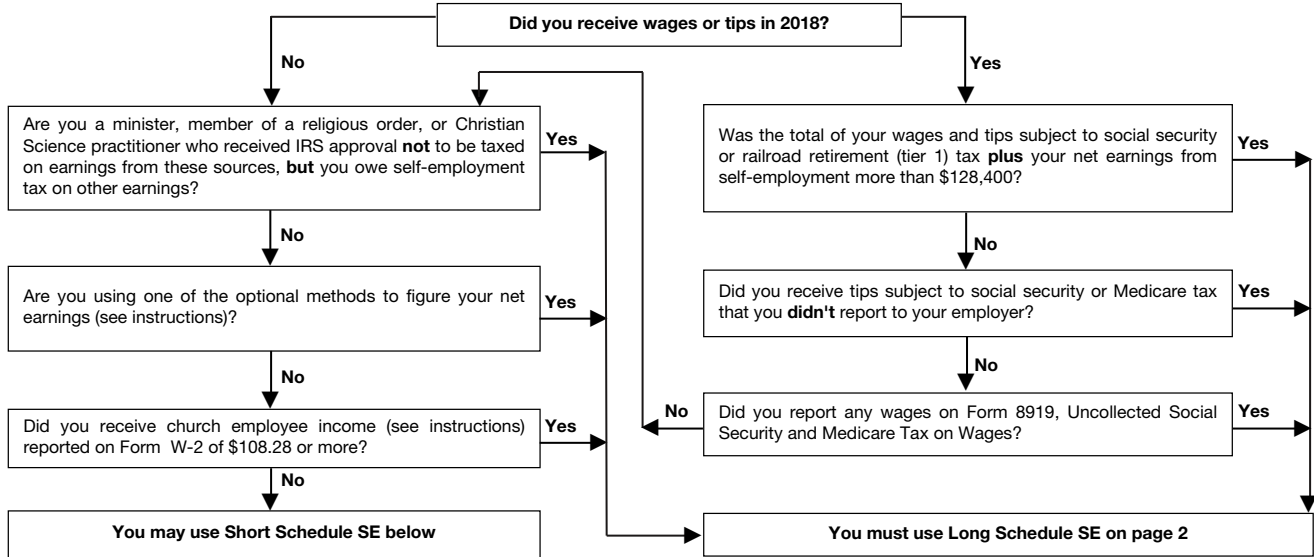 Did you receive wages or tips in 2018?
No
Yes
Are you a minister, member of a religious order, or Christian
Science practitioner who received IRS approval not to be taxed
on earnings from these sources, but you owe self-employment
tax on other earnings?
Yes
Was the total of your wages and tips subject to social security
or railroad retirement (tier 1) tax plus your net earnings from
self-employment more than $128,400?
Yes
No
No
Are you using one of the optional methods to figure your net
earnings (see instructions)?
Yes
Did you receive tips subject to social security or Medicare tax
that you didn't report to your employer?
Yes
No
No
Did you receive church employee income (see instructions)
reported on Form W-2 of $108.28 or more?
Yes
No
Did you report any wages on Form 8919, Uncollected Social
Security and Medicare Tax on Wages?
Yes
No
You may use Short Schedule SE below
You must use Long Schedule SE on page 2